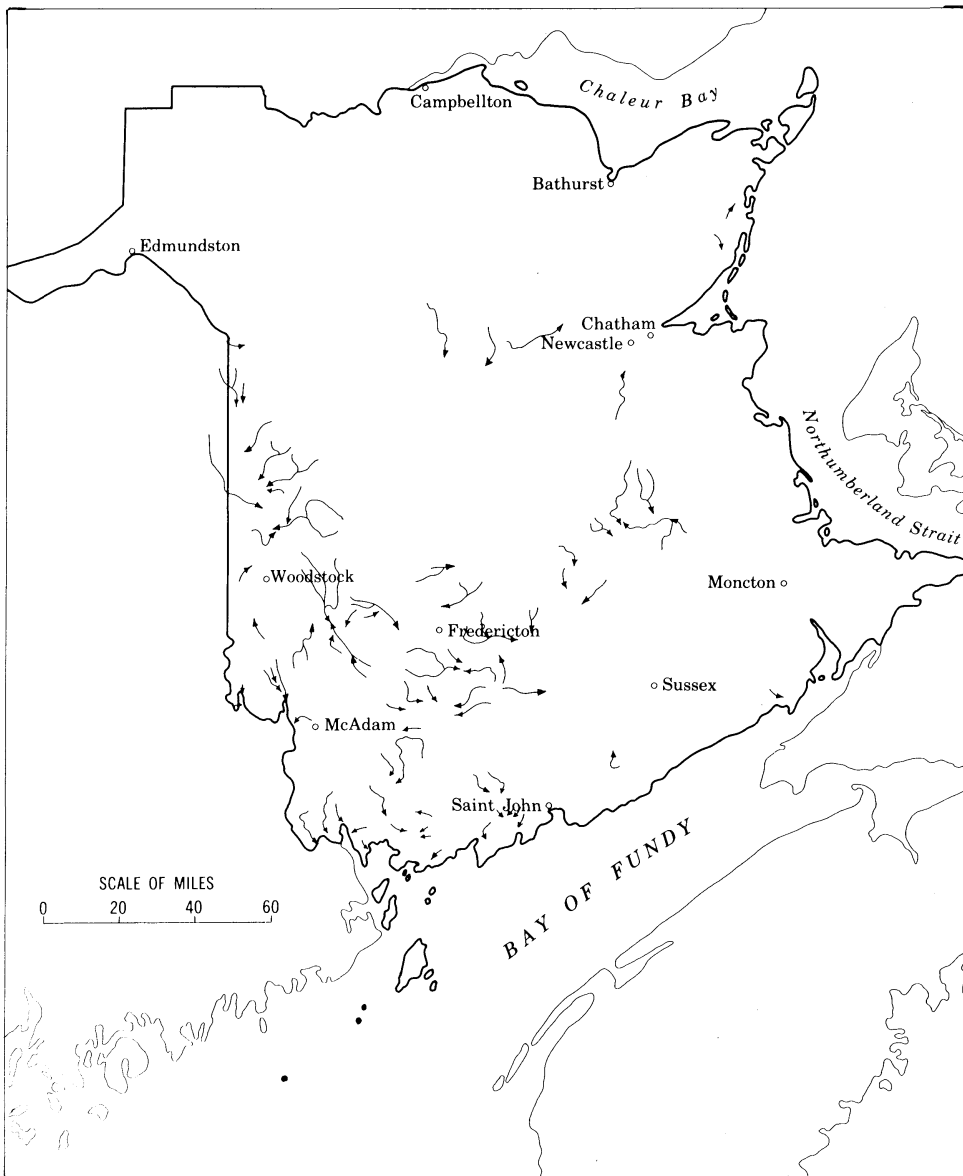 Chaleur Bay
Campbellton
Bathurst
Edmundston
Chatham
Newcastle
Northumberland Strait
Woodstock
Moncton
Fredericton
Sussex
McAdam
Saint John
BAY OF FUNDY
SCALE OF MILES
0 20 40 60